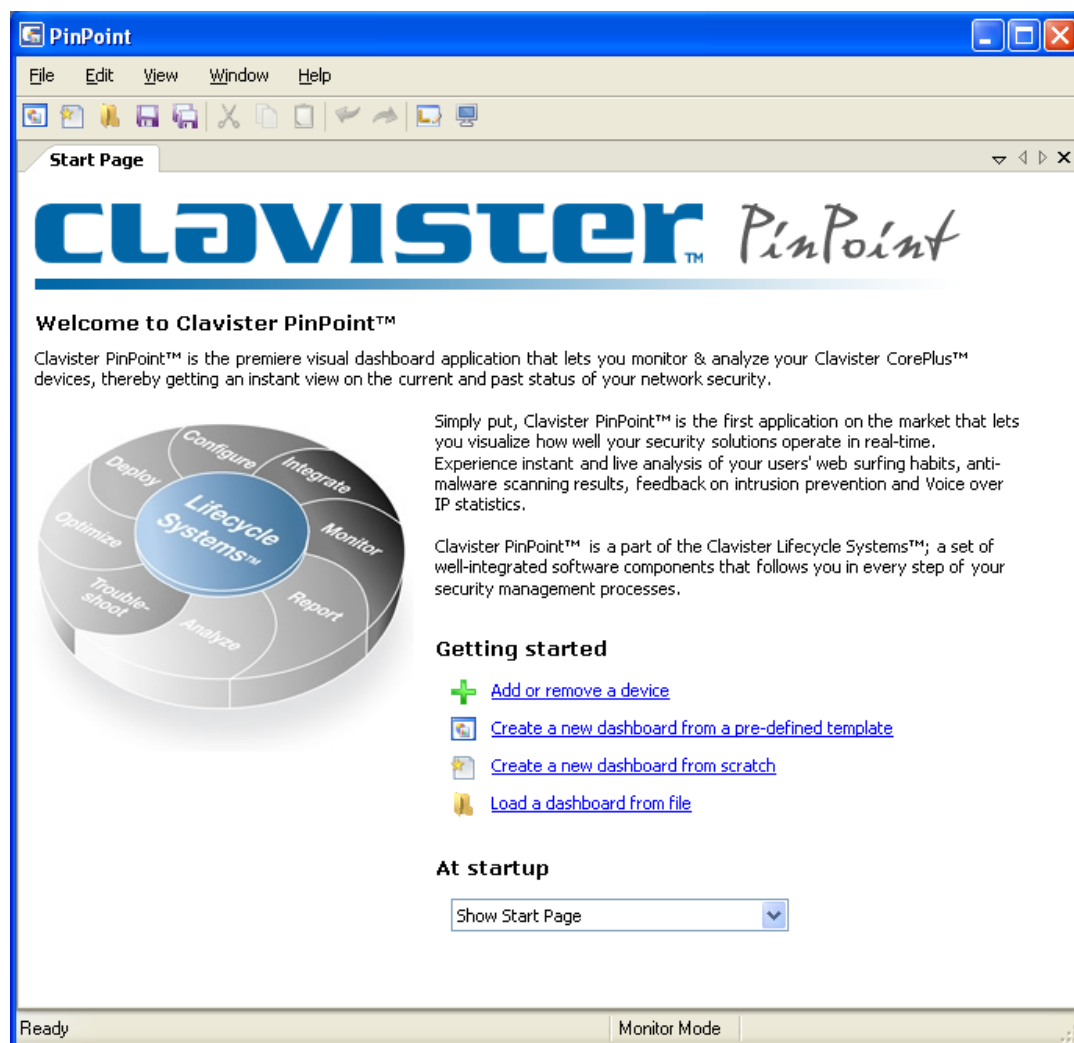 PinPoint
File Edit View Window Help
Start Page
CLAVISTER™ PinPoint
Welcome to Clavister PinPoint™
Clavister PinPoint™ is the premiere visual dashboard application that lets you monitor & analyze your Clavister CorePlus™
devices, thereby getting an instant view on the current and past status of your network security.
Configure
Integrate
Deploy
Monitor
Optimize
Lifecycle
Systems™
Trouble-
shoot
Analyze
Report
Simply put, Clavister PinPoint™ is the first application on the market that lets
you visualize how well your security solutions operate in real-time.
Experience instant and live analysis of your users' web surfing habits, anti-
malware scanning results, feedback on intrusion prevention and Voice over
IP statistics.
Clavister PinPoint™ is a part of the Clavister Lifecycle Systems™; a set of
well-integrated software components that follows you in every step of your
security management processes.
Getting started
Add or remove a device
Create a new dashboard from a pre-defined template
Create a new dashboard from scratch
Load a dashboard from file
At startup
Show Start Page
Ready Monitor Mode